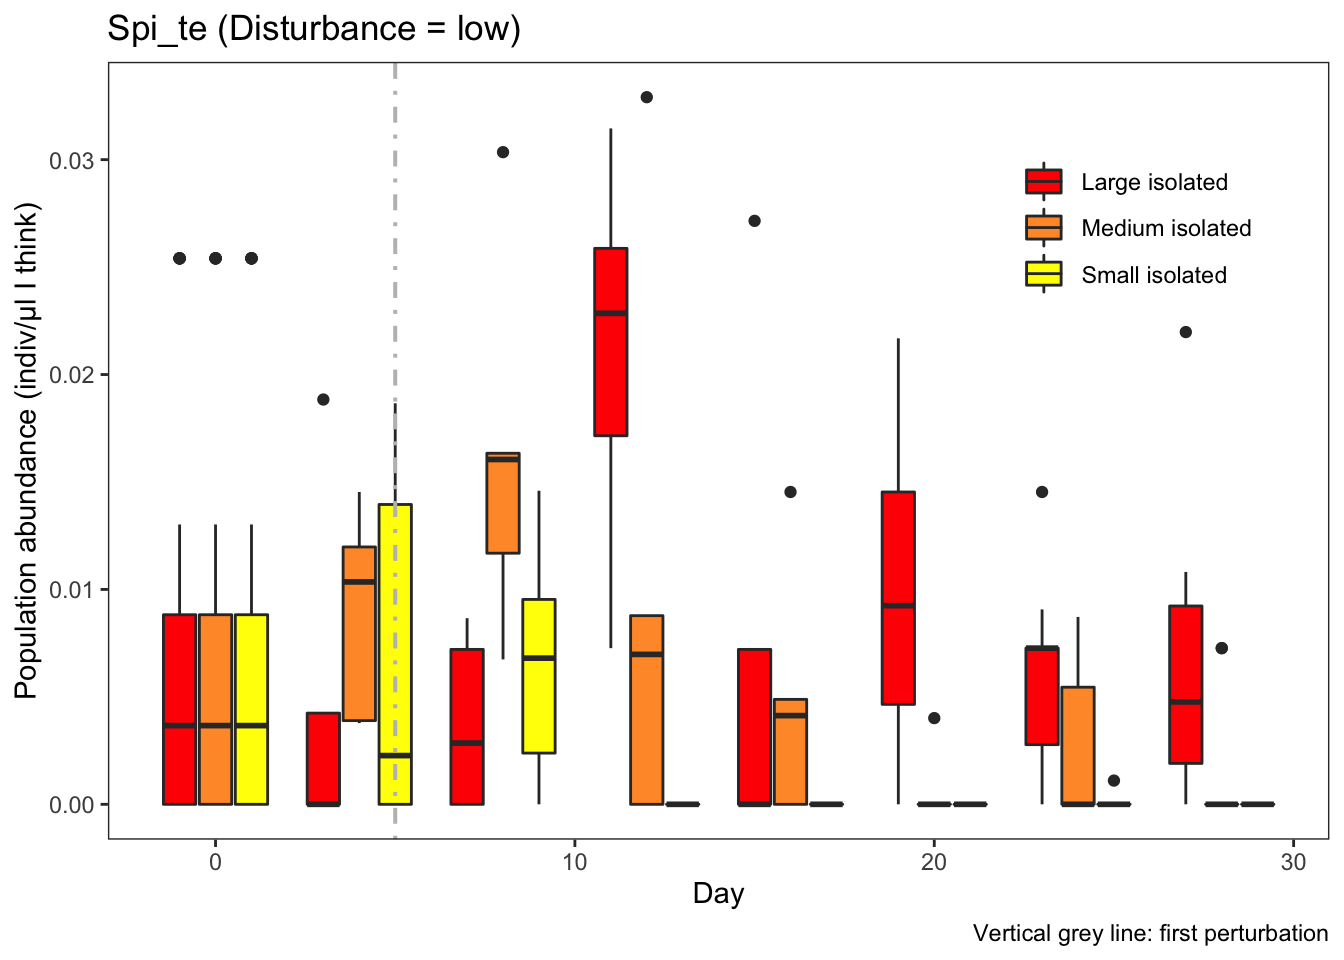 Spi_te (Disturbance = low)
Population abundance (indiv/µl I think)
0.03
0.02
0.01
0.00
Large isolated
Medium isolated
Small isolated
0
10
20
30
Day
Vertical grey line: first perturbation